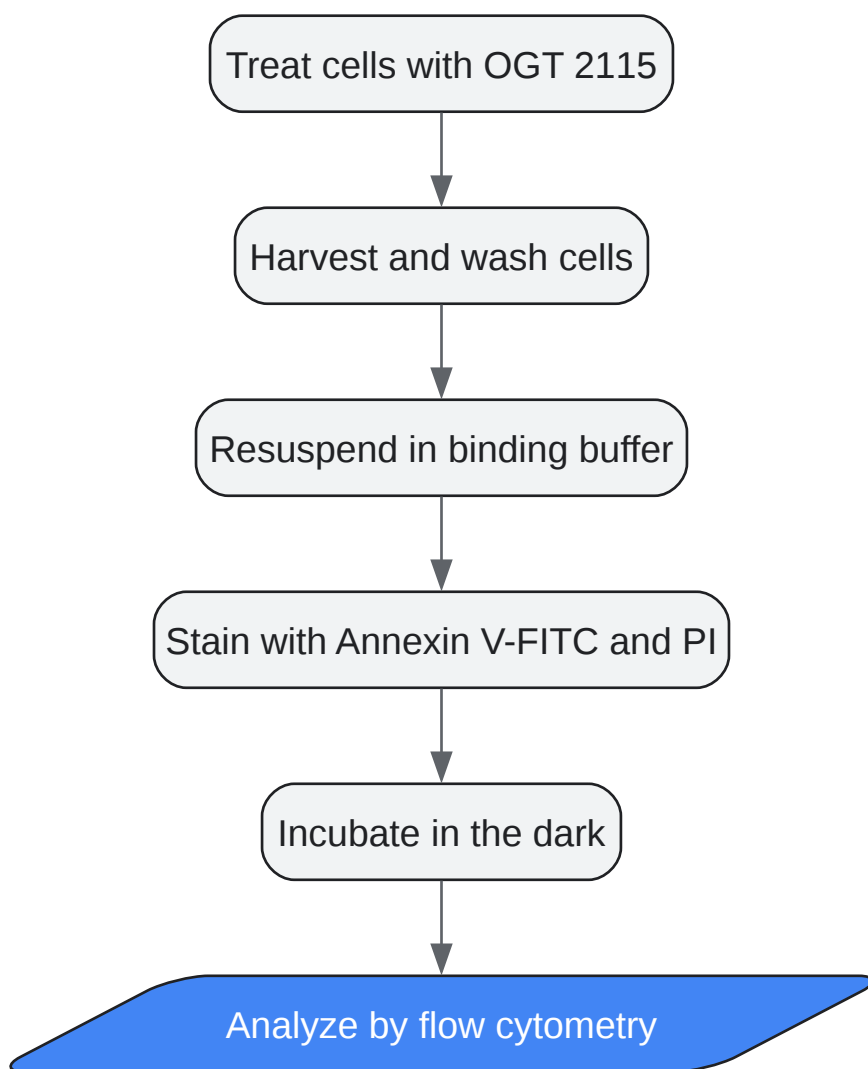 Treat cells with OGT 2115
Harvest and wash cells
Resuspend in binding buffer
Stain with Annexin V-FITC and PI
Incubate in the dark
Analyze by flow cytometry